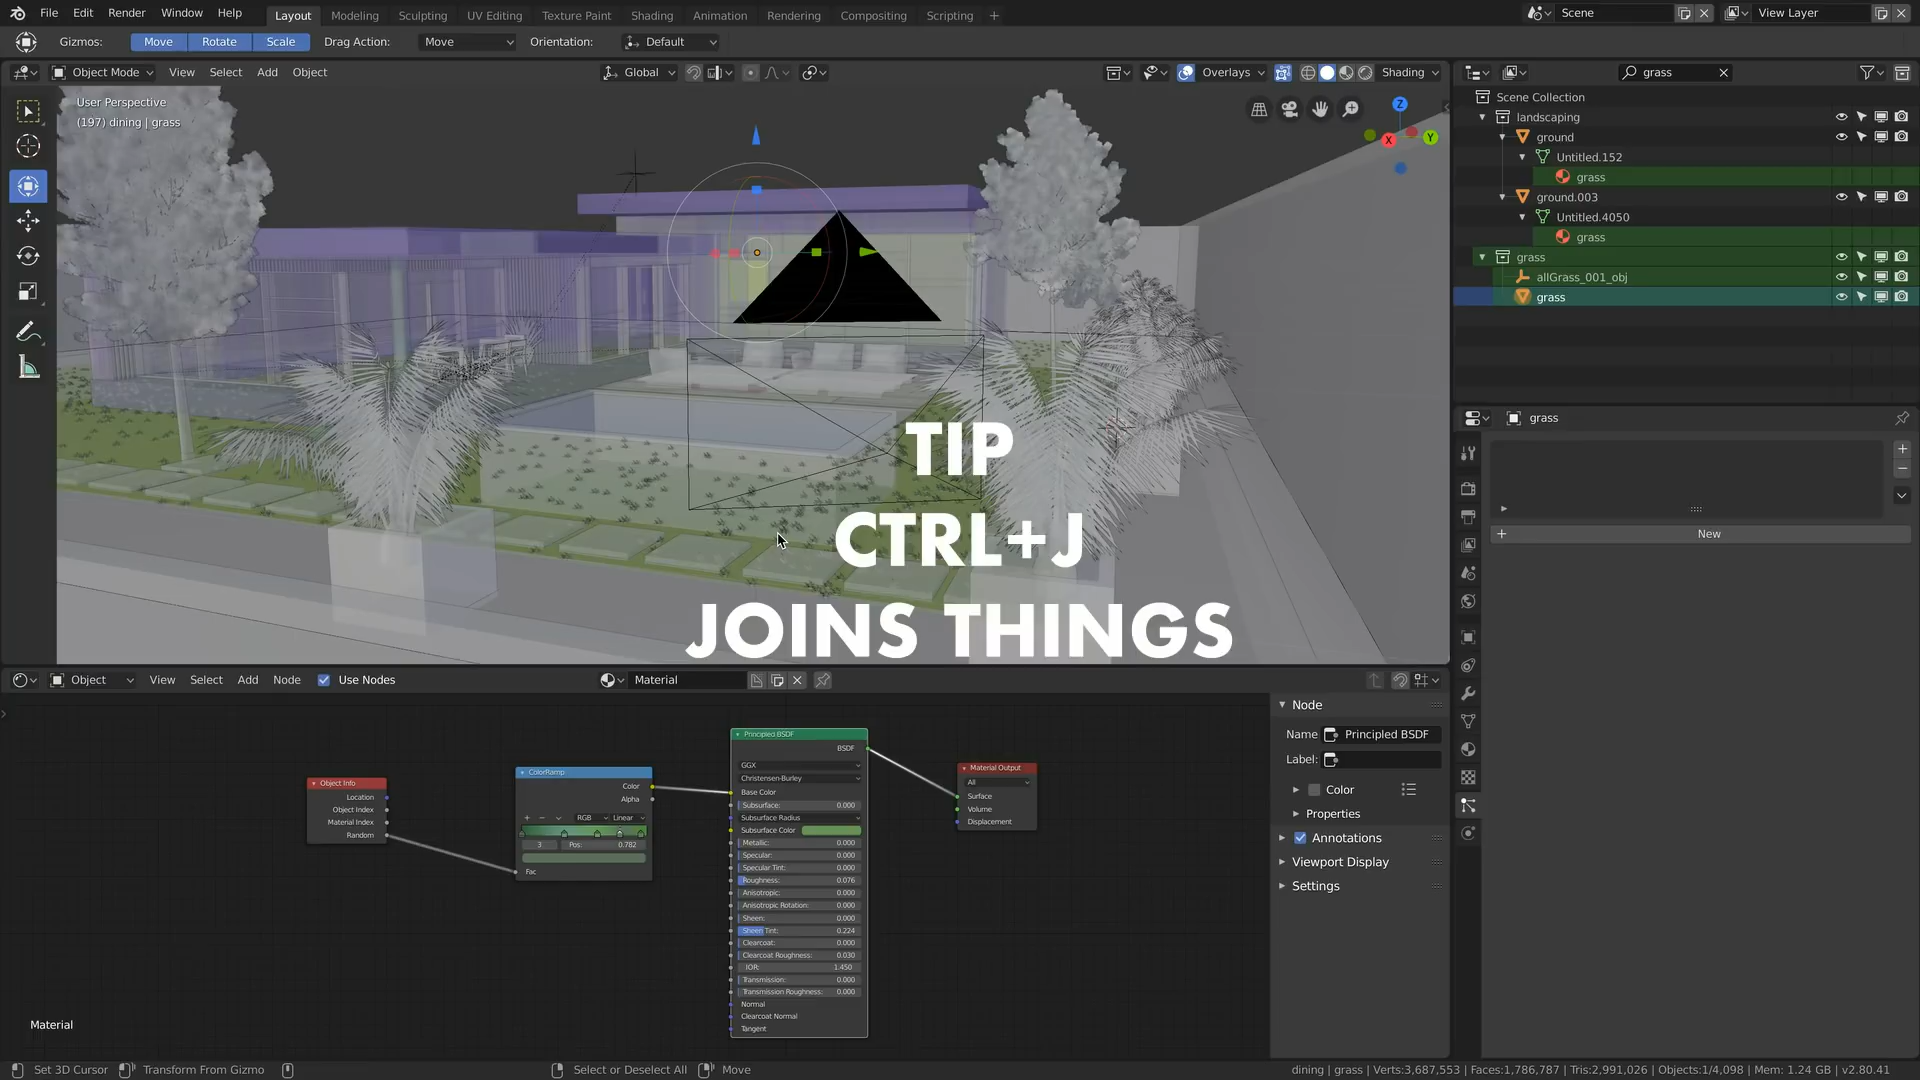 File Edit Render Window Help Layout Modeling Sculpting UV Editing Texture Paint Shading Animation Rendering Compositing Scripting + Scene View Layer
Gizmos: Move Rotate Scale Drag Action: Move Orientation: Default
Object Mode View Select Add Object Global Overlays Shading
grass
User Perspective
(197) dining | grass
Z
X
Y
Scene Collection
landscaping
ground
Untitled.152
grass
ground.003
Untitled.4050
grass
grass
allGrass_001_obj
grass
TIP
CTRL+J
JOINS THINGS
grass
New
Object View Select Add Node Use Nodes Material
Object Info
Location
Object Index
Material Index
Random
ColorRamp
Color
Alpha
RGB Linear
3 Pos: 0.782
Fac
Principled BSDF
BSDF
GGX
Christensen-Burley
Base Color
Subsurface: 0.000
Subsurface Radius
Subsurface Color
Metallic: 0.000
Specular: 0.000
Specular Tint: 0.000
Roughness: 0.076
Anisotropic: 0.000
Anisotropic Rotation: 0.000
Sheen: 0.000
Sheen Tint: 0.224
Clearcoat: 0.000
Clearcoat Roughness: 0.030
IOR: 1.450
Transmission: 0.000
Transmission Roughness: 0.000
Normal
Clearcoat Normal
Tangent
Material Output
All
Surface
Volume
Displacement
Node
Name Principled BSDF
Label:
Color
Properties
Annotations
Viewport Display
Settings
Material
Set 3D Cursor Transform From Gizmo Select or Deselect All Move dining | grass | Verts:3,687,553 | Faces:1,786,787 | Tris:2,991,026 | Objects:1/4,098 | Mem: 1.24 GB | v2.80.41